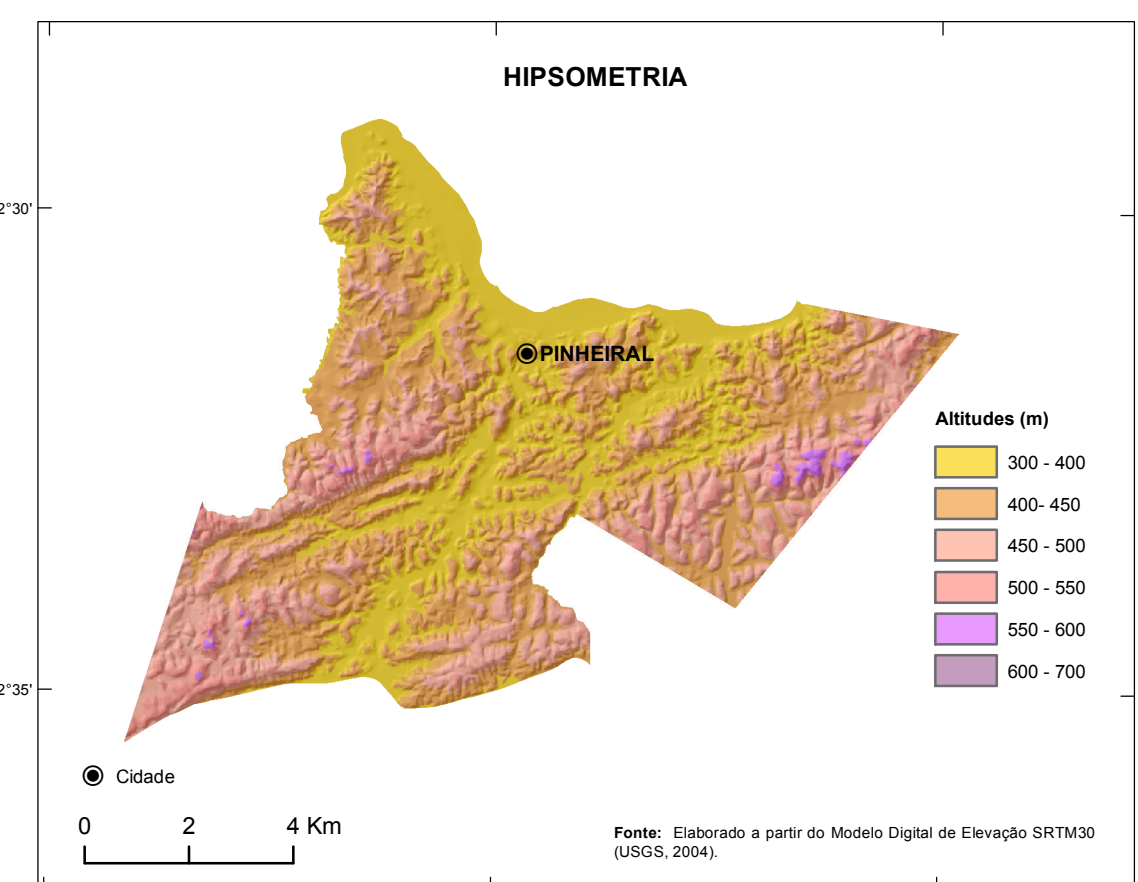 HIPSOMETRIA
2°30'
PINHEIRAL
Altitudes (m)
300 - 400
400- 450
450 - 500
500 - 550
550 - 600
600 - 700
2°35'
Cidade
0 2 4 Km
Fonte: Elaborado a partir do Modelo Digital de Elevação SRTM30
(USGS, 2004).